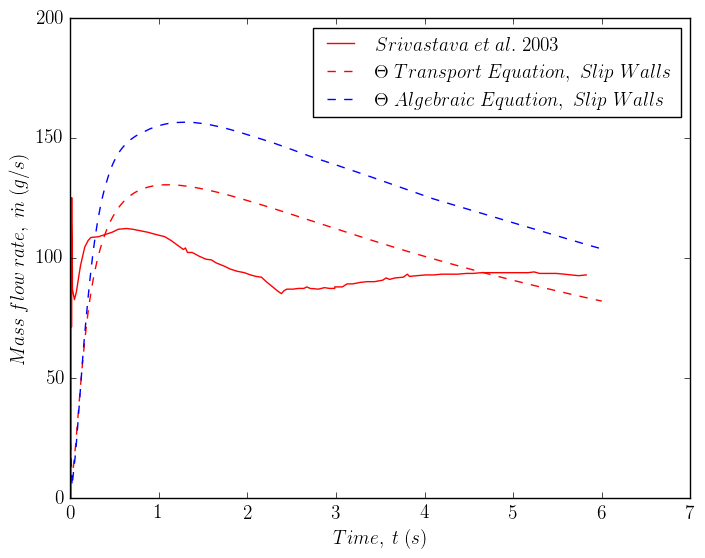 200
150
100
50
0
Mass flow rate, ṁ (g/s)
Srivastava et al. 2003
Θ Transport Equation, Slip Walls
Θ Algebraic Equation, Slip Walls
0 1 2 3 4 5 6 7
Time, t (s)